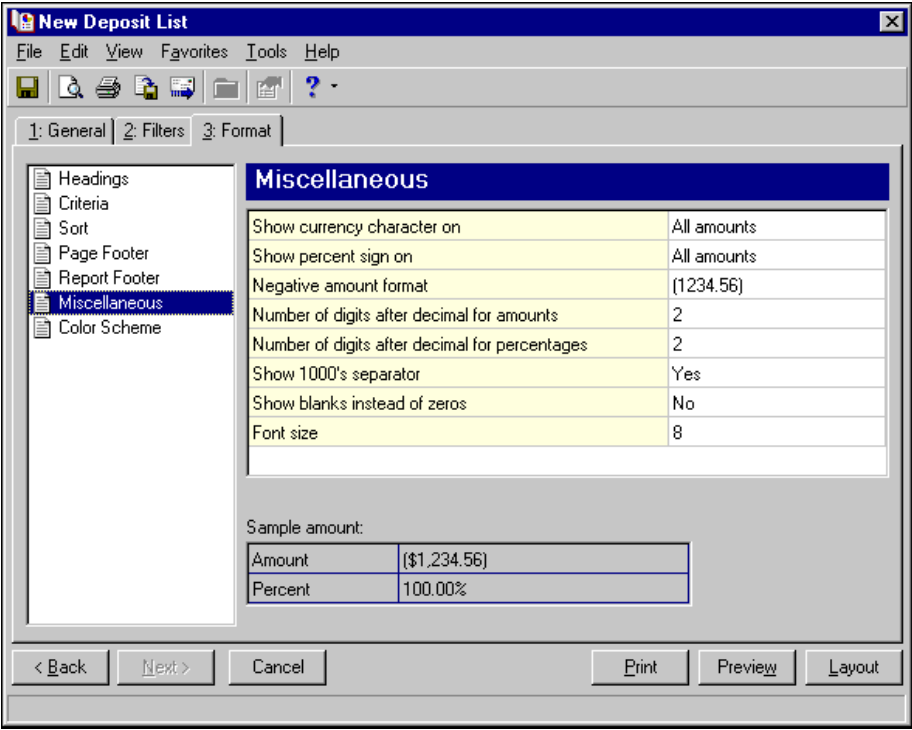 New Deposit List
File Edit View Favorites Tools Help
1: General 2: Filters 3: Format
Headings
Criteria
Sort
Page Footer
Report Footer
Miscellaneous
Color Scheme
Miscellaneous
Show currency character on All amounts
Show percent sign on All amounts
Negative amount format (1234.56)
Number of digits after decimal for amounts 2
Number of digits after decimal for percentages 2
Show 1000's separator Yes
Show blanks instead of zeros No
Font size 8
Sample amount:
Amount ($1,234.56)
Percent 100.00%
< Back Next > Cancel Print Preview Layout